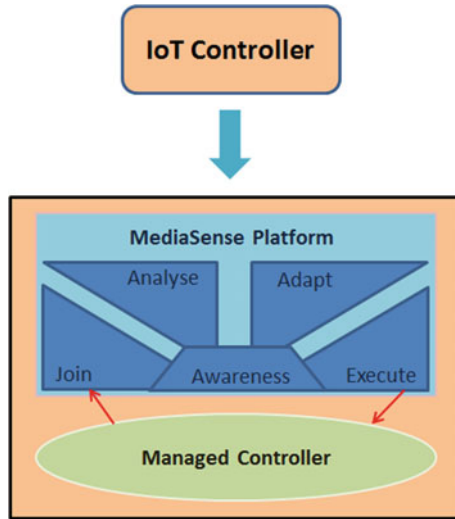 IoT Controller
MediaSense Platform
Analyse
Adapt
Join
Awareness
Execute
Managed Controller